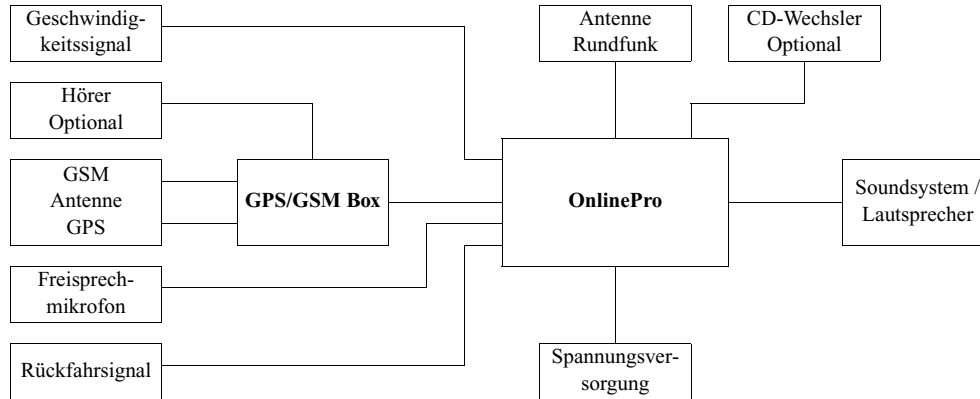 Geschwindig-
keitssignal
Antenne
Rundfunk
CD-Wechsler
Optional
Hörer
Optional
GSM
Antenne
GPS
GPS/GSM Box
OnlinePro
Soundsystem /
Lautsprecher
Freisprech-
mikrofon
Rückfahrsignal
Spannungsver-
sorgung